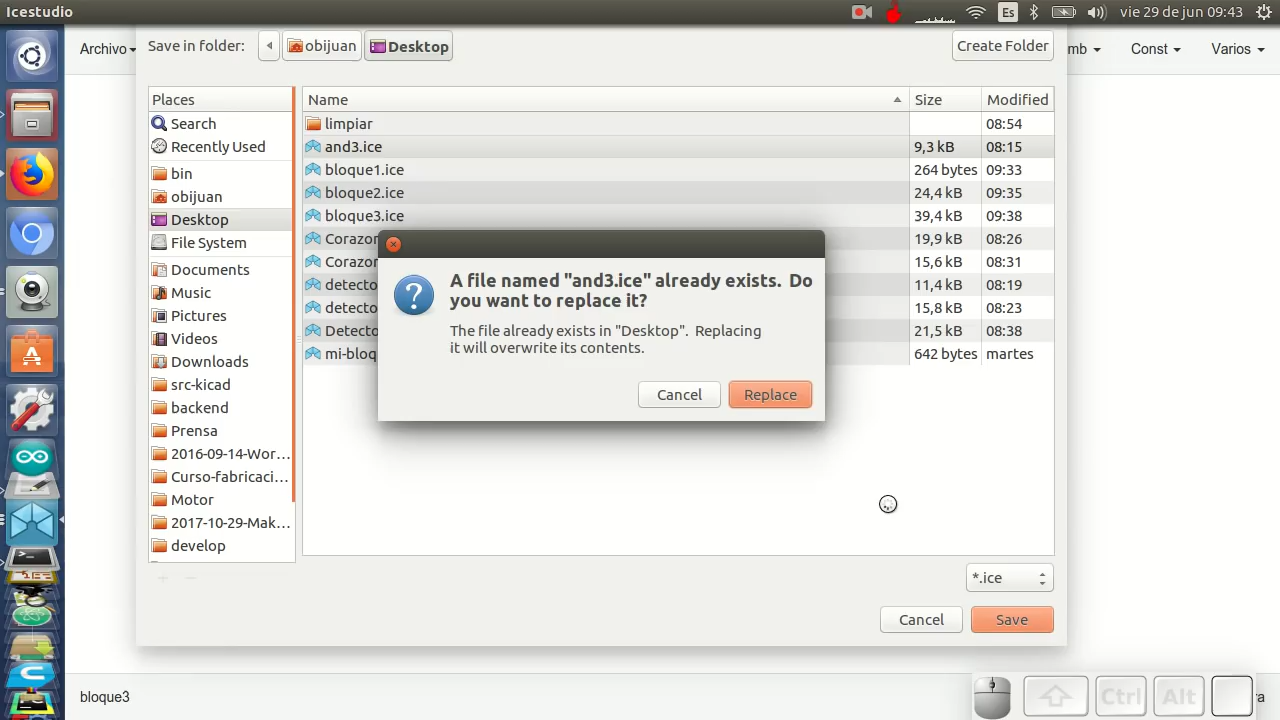 Icestudio
Es
vie 29 de jun 09:43
Archivo
Save in folder:
obijuan
Desktop
Create Folder
Const
Varios
Places
Name
Size
Modified
Search
Recently Used
bin
obijuan
Desktop
File System
Documents
Music
Pictures
Videos
Downloads
src-kicad
backend
Prensa
2016-09-14-Wor...
Curso-fabricaci...
Motor
2017-10-29-Mak...
develop
limpiar
08:54
and3.ice
9,3 kB
08:15
bloque1.ice
264 bytes
09:33
bloque2.ice
24,4 kB
09:35
bloque3.ice
39,4 kB
09:38
Corazon
19,9 kB
08:26
Corazon
15,6 kB
08:31
detecto
11,4 kB
08:19
detecto
15,8 kB
08:23
Detecto
21,5 kB
08:38
mi-bloq
642 bytes
martes
A file named "and3.ice" already exists. Do
you want to replace it?
The file already exists in "Desktop". Replacing
it will overwrite its contents.
Cancel
Replace
*.ice
Cancel
Save
bloque3
Ctrl
Alt